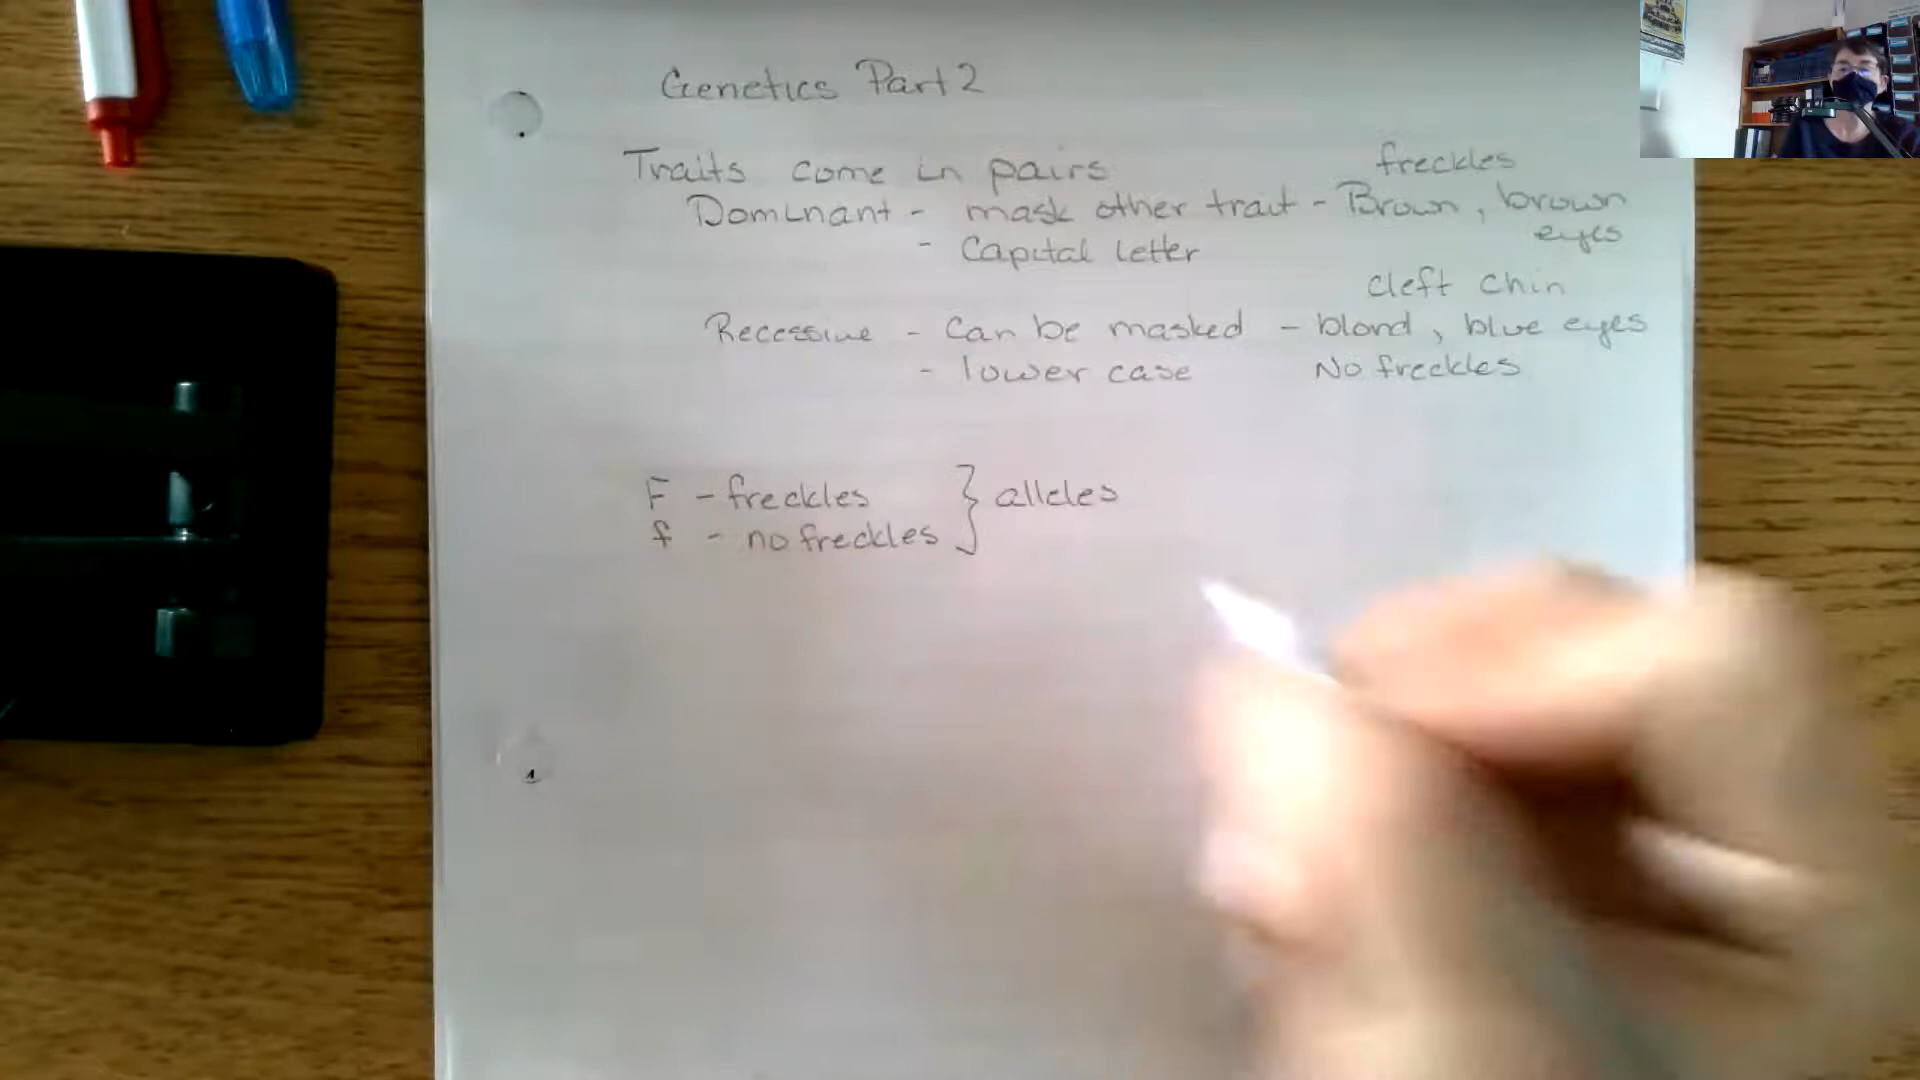 Genetics Part 2
Traits come in pairs
freckles
Dominant - mask other trait - Brown, brown eyes
- Capital letter
cleft chin
Recessive - can be masked - blond, blue eyes
- lower case No freckles
F - freckles } alleles
f - no freckles